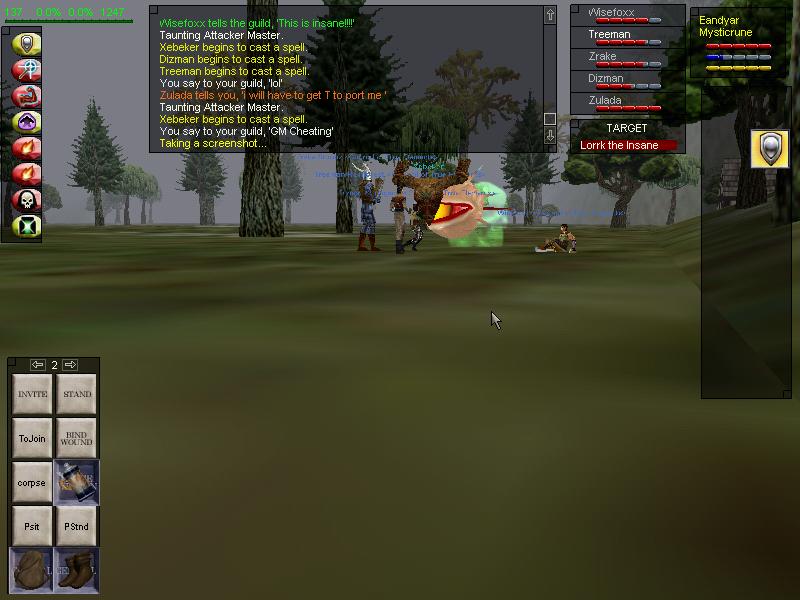 137 0.0% 0.0% 1247
Wisefoxx tells the guild, 'This is insane!!!!'
Taunting Attacker Master.
Xebeker begins to cast a spell.
Dizman begins to cast a spell.
Treeman begins to cast a spell.
You say to your guild, 'lol'
Zulada tells you, 'i will have to get T to port me '
Taunting Attacker Master.
Xebeker begins to cast a spell.
You say to your guild, 'GM Cheating'
Taking a screenshot...
Wisefoxx
Treeman
Zrake
Dizman
Zulada
TARGET
Lorrk the Insane
Eandyar
Mysticrune
2
INVITE
STAND
ToJoin
BIND WOUND
corpse
Psit
PStnd